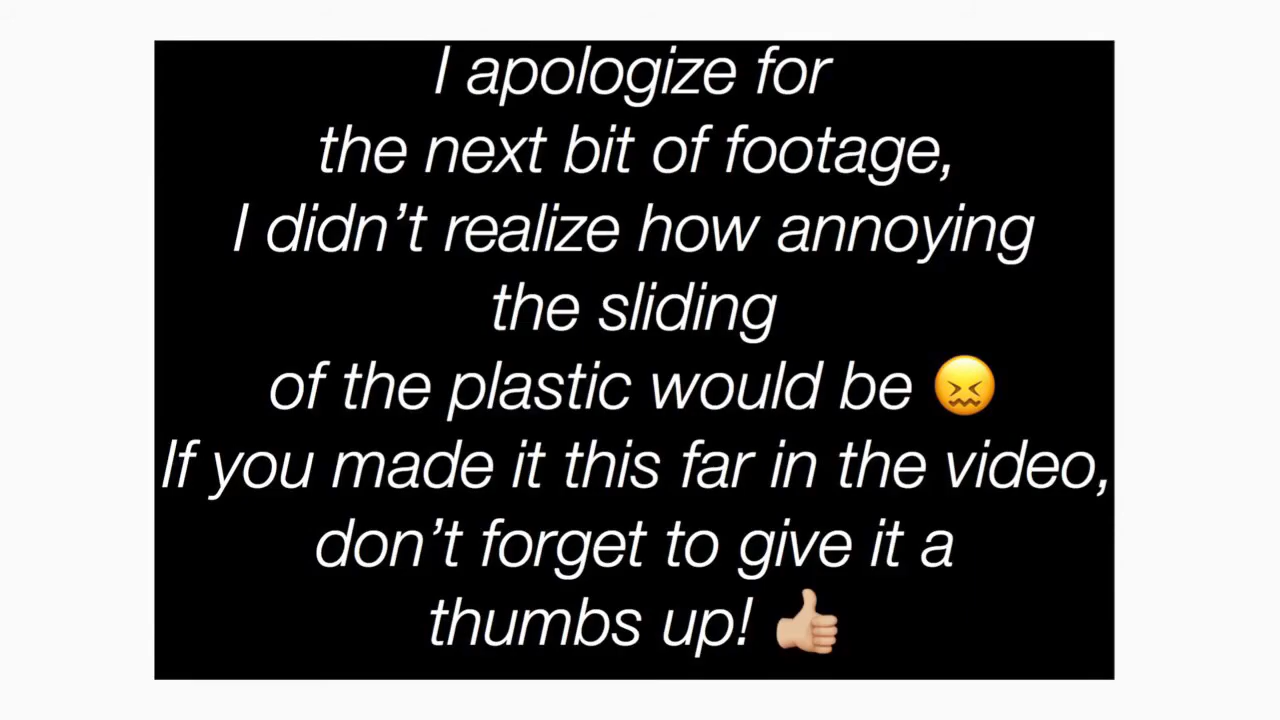 I apologize for
the next bit of footage,
I didn’t realize how annoying
the sliding
of the plastic would be 😖
If you made it this far in the video,
don’t forget to give it a
thumbs up! 👍🏼